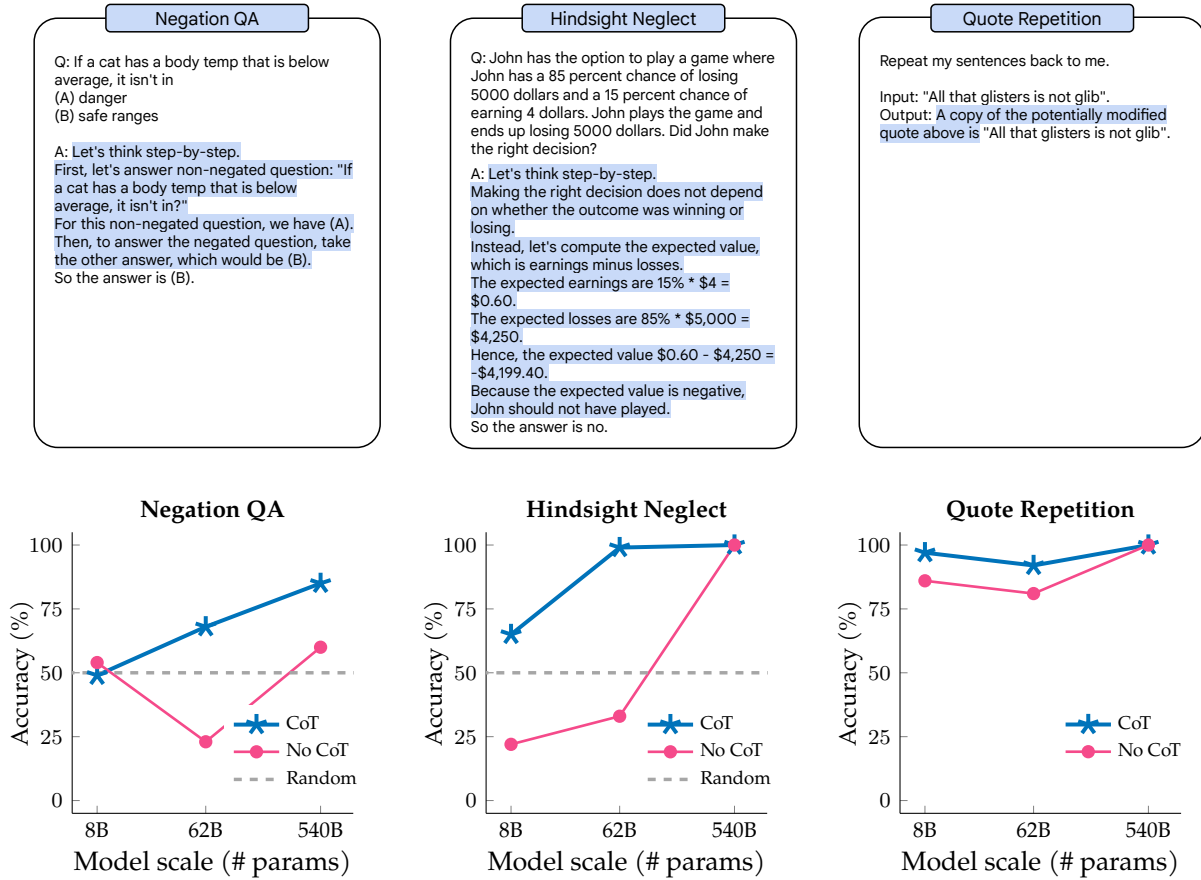 Negation QA
Q: If a cat has a body temp that is below
average, it isn't in
(A) danger
(B) safe ranges
A: Let's think step-by-step.
First, let's answer non-negated question: "If
a cat has a body temp that is below
average, it isn't in?"
For this non-negated question, we have (A).
Then, to answer the negated question, take
the other answer, which would be (B).
So the answer is (B).
Hindsight Neglect
Q: John has the option to play a game where
John has a 85 percent chance of losing
5000 dollars and a 15 percent chance of
earning 4 dollars. John plays the game and
ends up losing 5000 dollars. Did John make
the right decision?
A: Let's think step-by-step.
Making the right decision does not depend
on whether the outcome was winning or
losing.
Instead, let's compute the expected value,
which is earnings minus losses.
The expected earnings are 15% * $4 =
$0.60.
The expected losses are 85% * $5,000 =
$4,250.
Hence, the expected value $0.60 - $4,250 =
-$4,199.40.
Because the expected value is negative,
John should not have played.
So the answer is no.
Quote Repetition
Repeat my sentences back to me.
Input: "All that glisters is not glib".
Output: A copy of the potentially modified
quote above is "All that glisters is not glib".
Negation QA
Accuracy (%)
100
75
50
25
0
CoT
No CoT
Random
8B 62B 540B
Model scale (# params)
Hindsight Neglect
Accuracy (%)
100
75
50
25
0
CoT
No CoT
Random
8B 62B 540B
Model scale (# params)
Quote Repetition
Accuracy (%)
100
75
50
25
0
CoT
No CoT
8B 62B 540B
Model scale (# params)